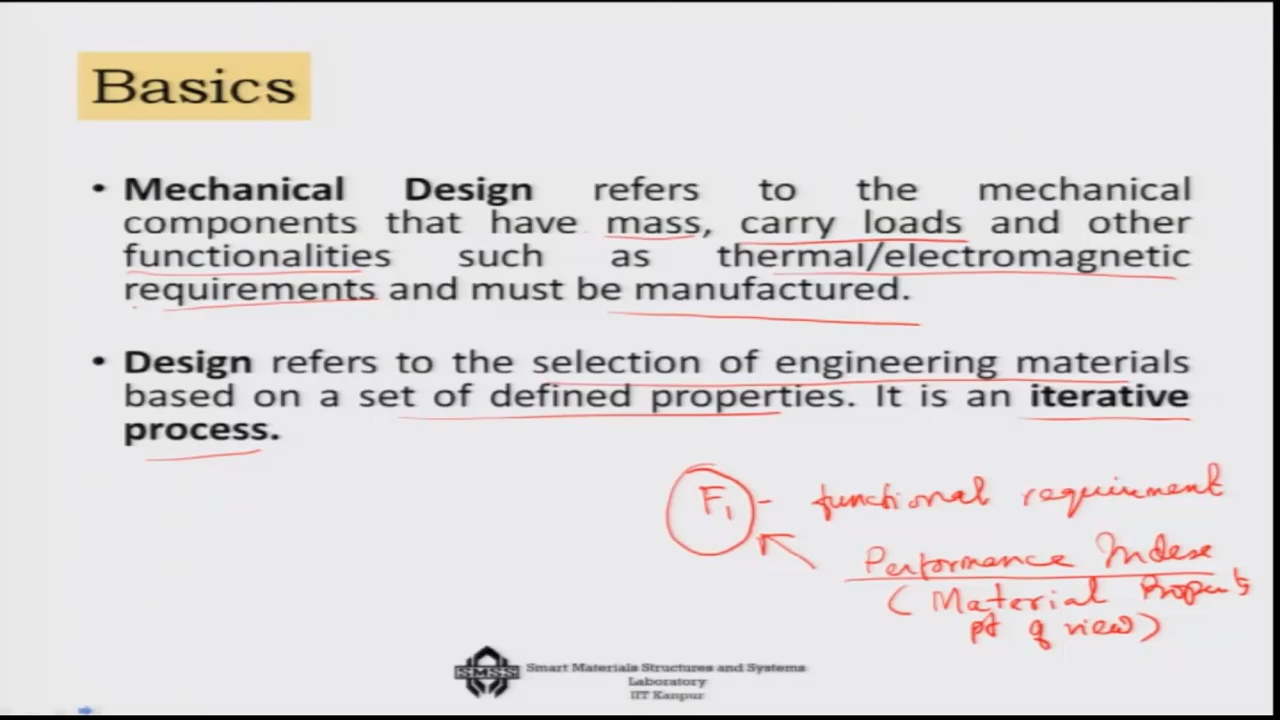 Basics
• Mechanical Design refers to the mechanical
components that have mass, carry loads and other
functionalities such as thermal/electromagnetic
requirements and must be manufactured.
• Design refers to the selection of engineering materials
based on a set of defined properties. It is an iterative
process.
F1 - functional requirement
Performance Index
(Material Property
pt of view)
SMSS Smart Materials Structures and Systems
Laboratory
IIT Kanpur